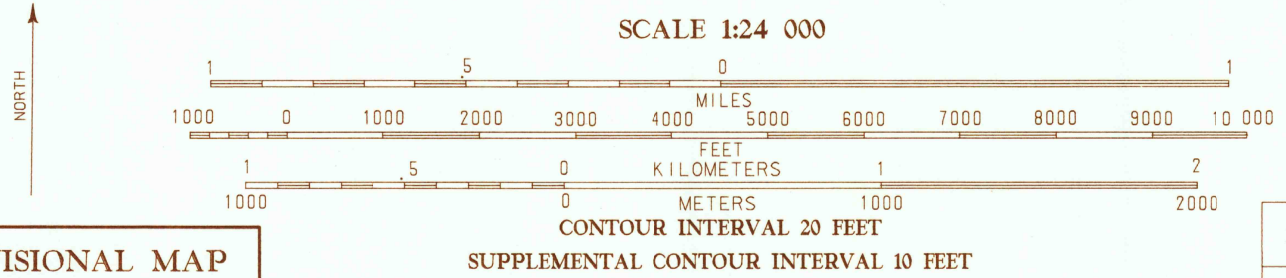 SCALE 1:24 000
NORTH
1 .5 0 1
MILES
1000 0 1000 2000 3000 4000 5000 6000 7000 8000 9000 10 000
FEET
1 .5 0 KILOMETERS 1 2
1000 0 METERS 1000 2000
CONTOUR INTERVAL 20 FEET
SUPPLEMENTAL CONTOUR INTERVAL 10 FEET
ISIONAL MAP